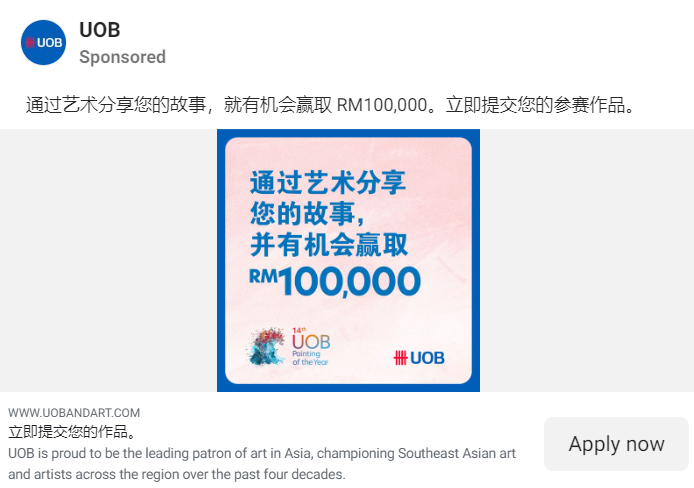 UOB
UOB
Sponsored
通过艺术分享您的故事，就有机会赢取 RM100,000。立即提交您的参赛作品。
通过艺术分享
您的故事，
并有机会赢取
RM100,000
14th
UOB
Painting
of the Year
UOB
WWW.UOBANDART.COM
立即提交您的作品。
UOB is proud to be the leading patron of art in Asia, championing Southeast Asian art
and artists across the region over the past four decades.
Apply now